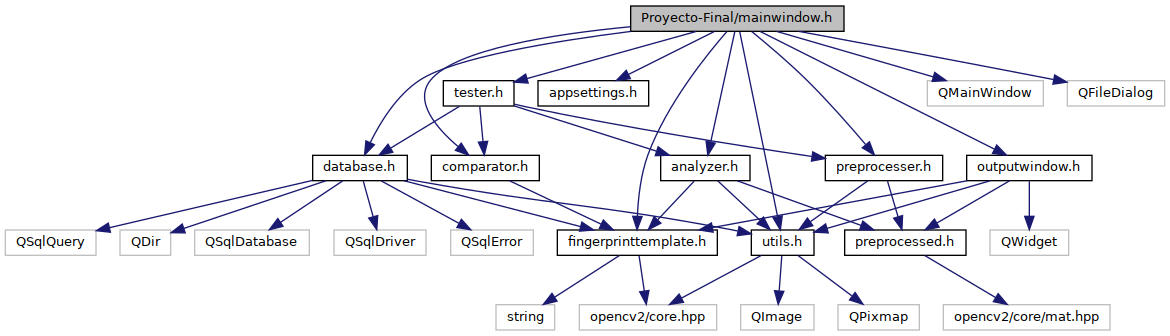 Proyecto-Final/mainwindow.h
tester.h
appsettings.h
QMainWindow
QFileDialog
database.h
comparator.h
analyzer.h
preprocesser.h
outputwindow.h
QSqlQuery
QDir
QSqlDatabase
QSqlDriver
QSqlError
fingerprinttemplate.h
utils.h
preprocessed.h
QWidget
string
opencv2/core.hpp
QImage
QPixmap
opencv2/core/mat.hpp